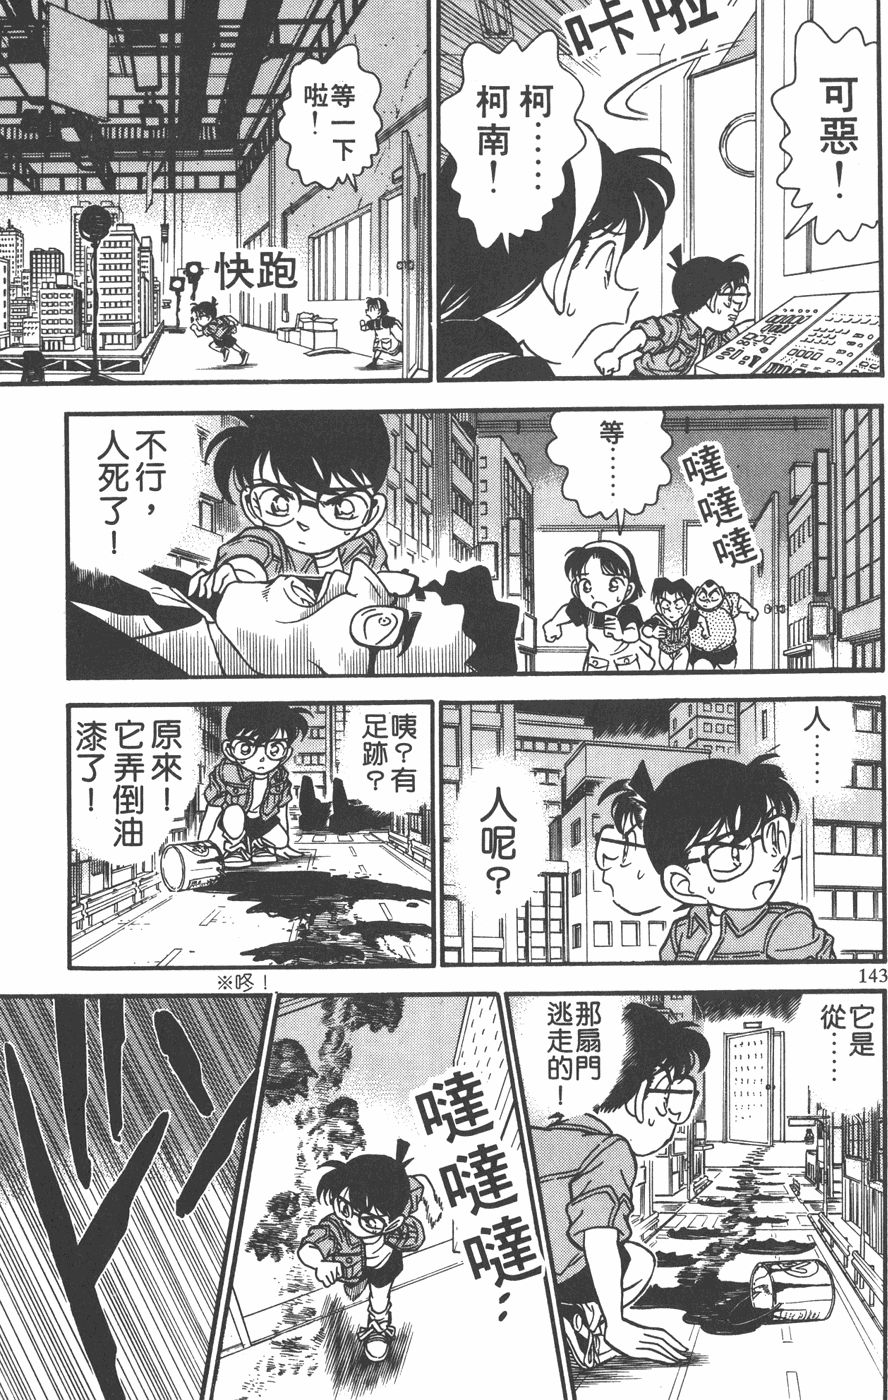 咔啦
可惡！
柯……
柯南！
等一下
啦！
快跑
等……
噠噠噠
不行，
人死了！
人……
人呢？
咦？有
足跡？
原來！
它弄倒油
漆了！
143
※咚！
它是
從……
那扇門
逃走的！
噠噠噠…